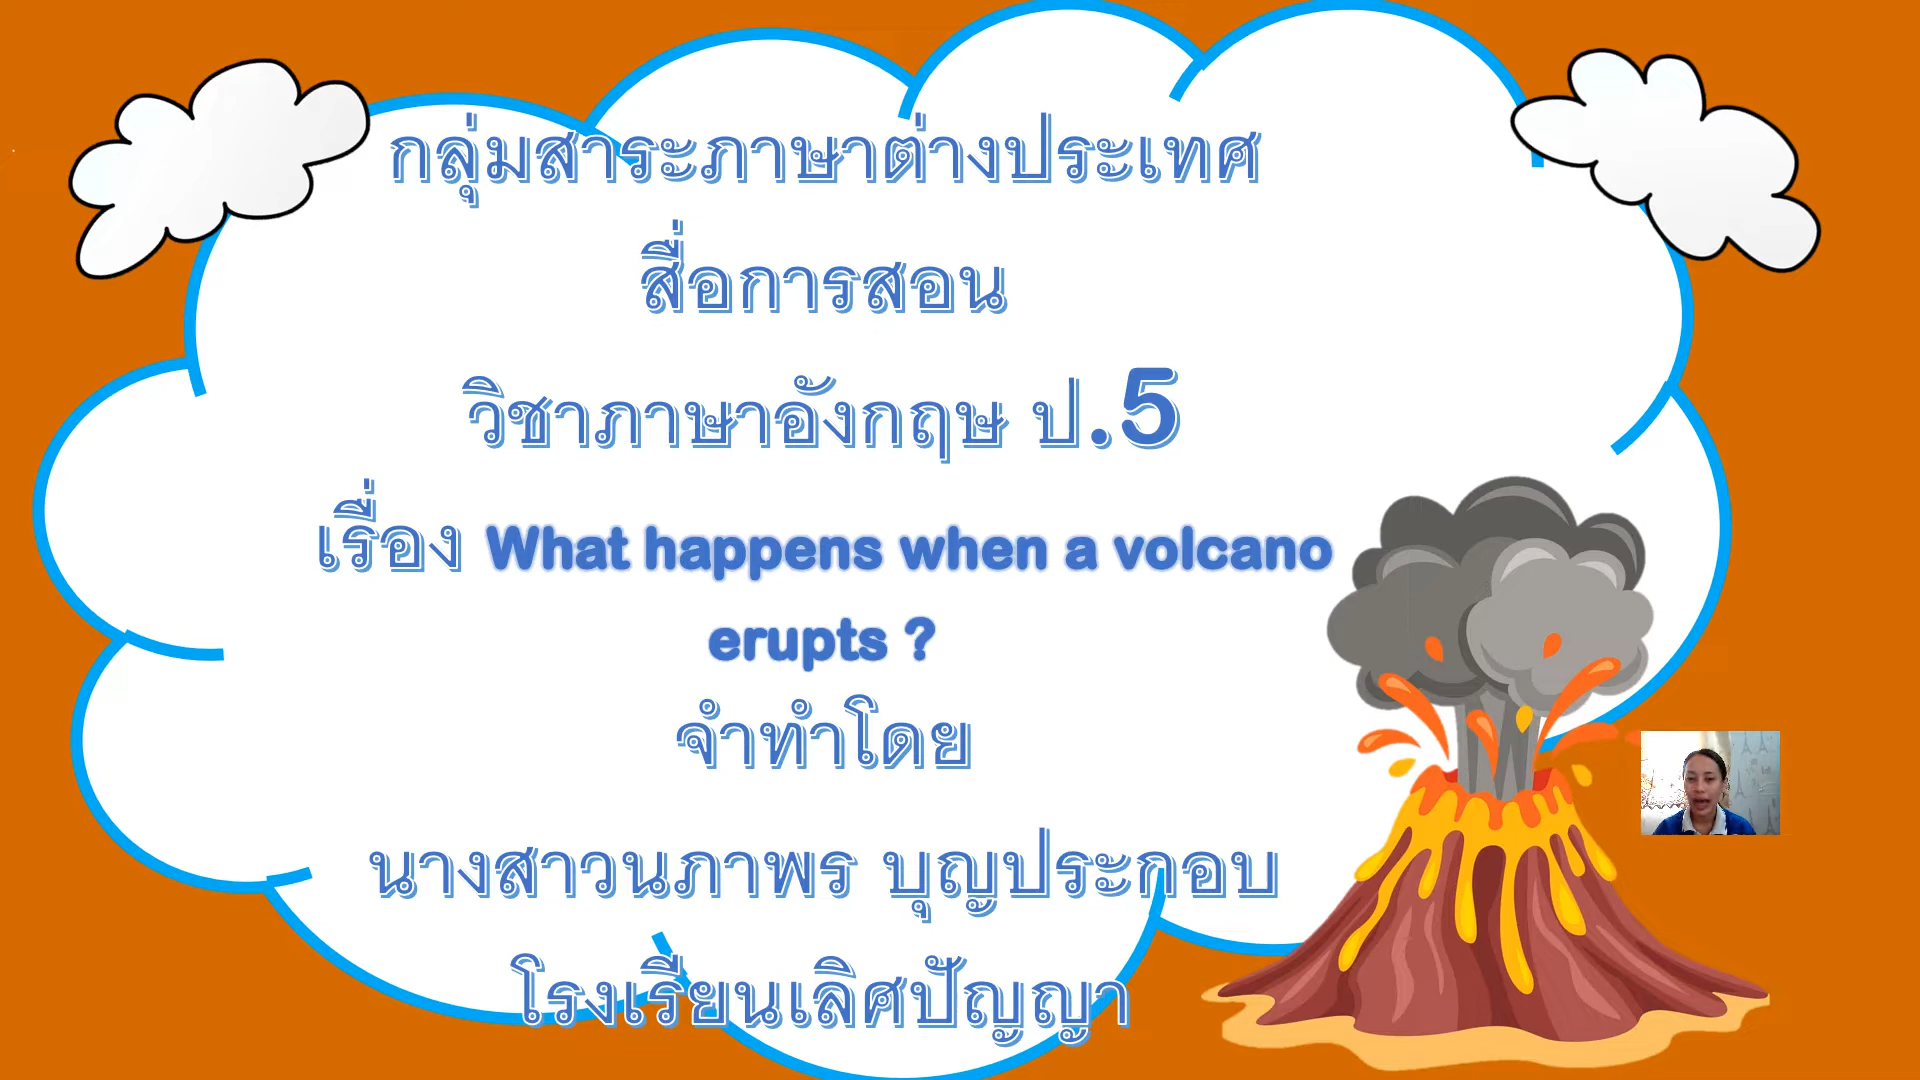 กลุ่มสาระภาษาต่างประเทศ
สื่อการสอน
วิชาภาษาอังกฤษ ป.5
เรื่อง What happens when a volcano
erupts ?
จำทำโดย
นางสาวนภาพร บุญประกอบ
โรงเรียนเลิศปัญญา